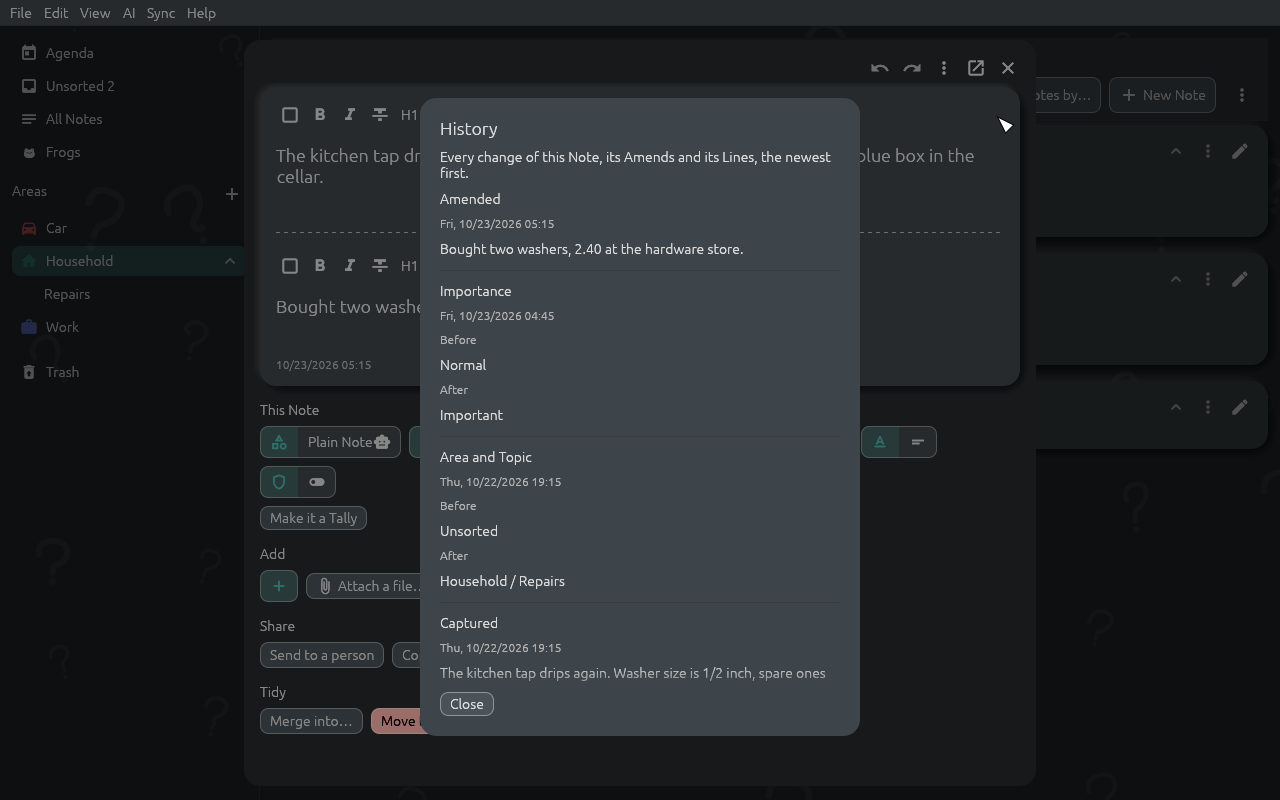 File Edit View AI Sync Help
Agenda
Unsorted 2
All Notes
Frogs
Areas
Car
Household
Repairs
Work
Trash
otes by…
New Note
B I H1
The kitchen tap dr
blue box in the
cellar.
B I H1
Bought two washe
10/23/2026 05:15
This Note
Plain Note
Make it a Tally
Add
Attach a file…
Share
Send to a person
Co
Tidy
Merge into…
Move
History
Every change of this Note, its Amends and its Lines, the newest
first.
Amended
Fri, 10/23/2026 05:15
Bought two washers, 2.40 at the hardware store.
Importance
Fri, 10/23/2026 04:45
Before
Normal
After
Important
Area and Topic
Thu, 10/22/2026 19:15
Before
Unsorted
After
Household / Repairs
Captured
Thu, 10/22/2026 19:15
The kitchen tap drips again. Washer size is 1/2 inch, spare ones
Close